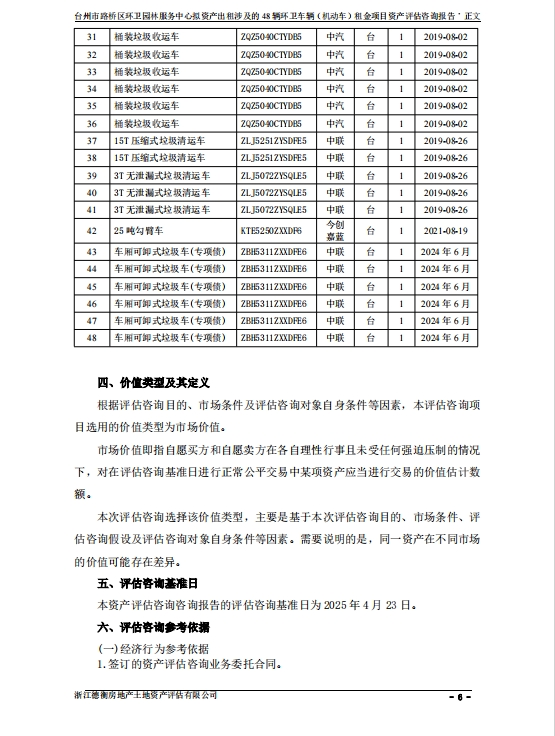 台州市路桥区环卫园林服务中心拟资产出租涉及的 48 辆环卫车辆（机动车）租金项目资产评估咨询报告·正文
31 桶装垃圾收运车 ZQZ5040CTYDB5 中汽 台 1 2019-08-02
32 桶装垃圾收运车 ZQZ5040CTYDB5 中汽 台 1 2019-08-02
33 桶装垃圾收运车 ZQZ5040CTYDB5 中汽 台 1 2019-08-02
34 桶装垃圾收运车 ZQZ5040CTYDB5 中汽 台 1 2019-08-02
35 桶装垃圾收运车 ZQZ5040CTYDB5 中汽 台 1 2019-08-02
36 桶装垃圾收运车 ZQZ5040CTYDB5 中汽 台 1 2019-08-02
37 15T 压缩式垃圾清运车 ZLJ5251ZYSDFE5 中联 台 1 2019-08-26
38 15T 压缩式垃圾清运车 ZLJ5251ZYSDFE5 中联 台 1 2019-08-26
39 3T 无泄漏式垃圾清运车 ZLJ5072ZYSQLE5 中联 台 1 2019-08-26
40 3T 无泄漏式垃圾清运车 ZLJ5072ZYSQLE5 中联 台 1 2019-08-26
41 3T 无泄漏式垃圾清运车 ZLJ5072ZYSQLE5 中联 台 1 2019-08-26
42 25 吨勾臂车 KTE5250ZXXDF6 今创嘉蓝 台 1 2021-08-19
43 车厢可卸式垃圾车(专项债) ZBH5311ZXXDFE6 中联 台 1 2024 年 6 月
44 车厢可卸式垃圾车(专项债) ZBH5311ZXXDFE6 中联 台 1 2024 年 6 月
45 车厢可卸式垃圾车(专项债) ZBH5311ZXXDFE6 中联 台 1 2024 年 6 月
46 车厢可卸式垃圾车(专项债) ZBH5311ZXXDFE6 中联 台 1 2024 年 6 月
47 车厢可卸式垃圾车(专项债) ZBH5311ZXXDFE6 中联 台 1 2024 年 6 月
48 车厢可卸式垃圾车(专项债) ZBH5311ZXXDFE6 中联 台 1 2024 年 6 月
四、价值类型及其定义
根据评估咨询目的、市场条件及评估咨询对象自身条件等因素，本评估咨询项
目选用的价值类型为市场价值。
市场价值即指自愿买方和自愿卖方在各自理性行事且未受任何强迫压制的情况
下，对在评估咨询基准日进行正常公平交易中某项资产应当进行交易的价值估计数
额。
本次评估咨询选择该价值类型，主要是基于本次评估咨询目的、市场条件、评
估咨询假设及评估咨询对象自身条件等因素。需要说明的是，同一资产在不同市场
的价值可能存在差异。
五、评估咨询基准日
本资产评估咨询咨询报告的评估咨询基准日为 2025 年 4 月 23 日。
六、评估咨询参考依据
(一)经济行为参考依据
1.签订的资产评估咨询业务委托合同。
浙江德衡房地产土地资产评估有限公司 - 6 -